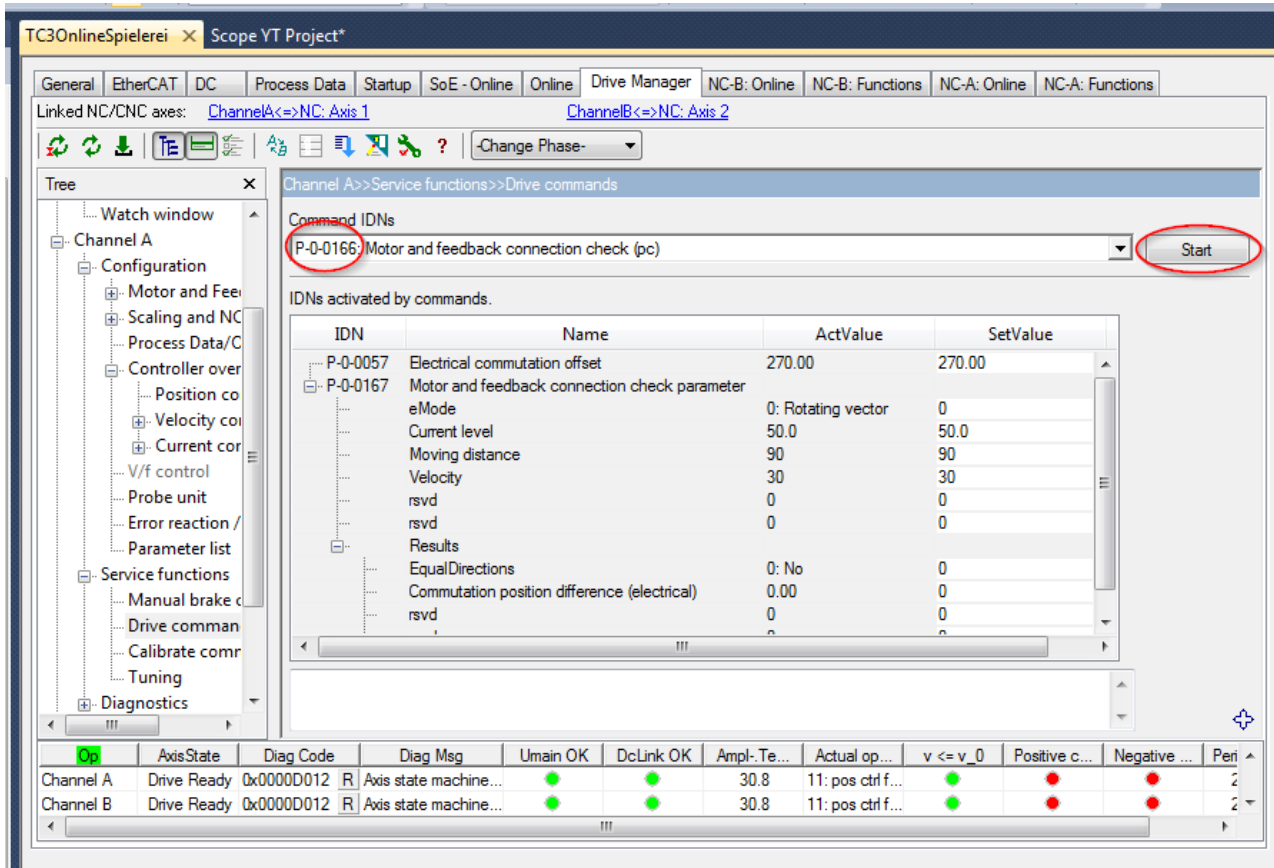 TC3OnlineSpielerei Scope YT Project*
General EtherCAT DC Process Data Startup SoE - Online Online Drive Manager NC-B: Online NC-B: Functions NC-A: Online NC-A: Functions
Linked NC/CNC axes: ChannelA<=>NC: Axis 1 ChannelB<=>NC: Axis 2
-Change Phase-
Tree x Channel A>>Service functions>>Drive commands
Watch window
Channel A
Configuration
Motor and Fee
Scaling and NC
Process Data/O
Controller over
Position co
Velocity co
Current cor
V/f control
Probe unit
Error reaction /
Parameter list
Service functions
Manual brake c
Drive comman
Calibrate comm
Tuning
Diagnostics
Command IDNs
P-0-0166: Motor and feedback connection check (pc) Start
IDNs activated by commands.
IDN Name ActValue SetValue
P-0-0057 Electrical commutation offset 270.00 270.00
P-0-0167 Motor and feedback connection check parameter
eMode 0: Rotating vector 0
Current level 50.0 50.0
Moving distance 90 90
Velocity 30 30
rsvd 0 0
rsvd 0 0
Results
EqualDirections 0: No 0
Commutation position difference (electrical) 0.00 0
rsvd 0 0
Op AxisState Diag Code Diag Msg Umain OK DcLink OK Ampl-.Te... Actual op... v <= v_0 Positive c... Negative ... Peri
Channel A Drive Ready 0x0000D012 R Axis state machine... 30.8 11: pos ctrl f... 2
Channel B Drive Ready 0x0000D012 R Axis state machine... 30.8 11: pos ctrl f... 2